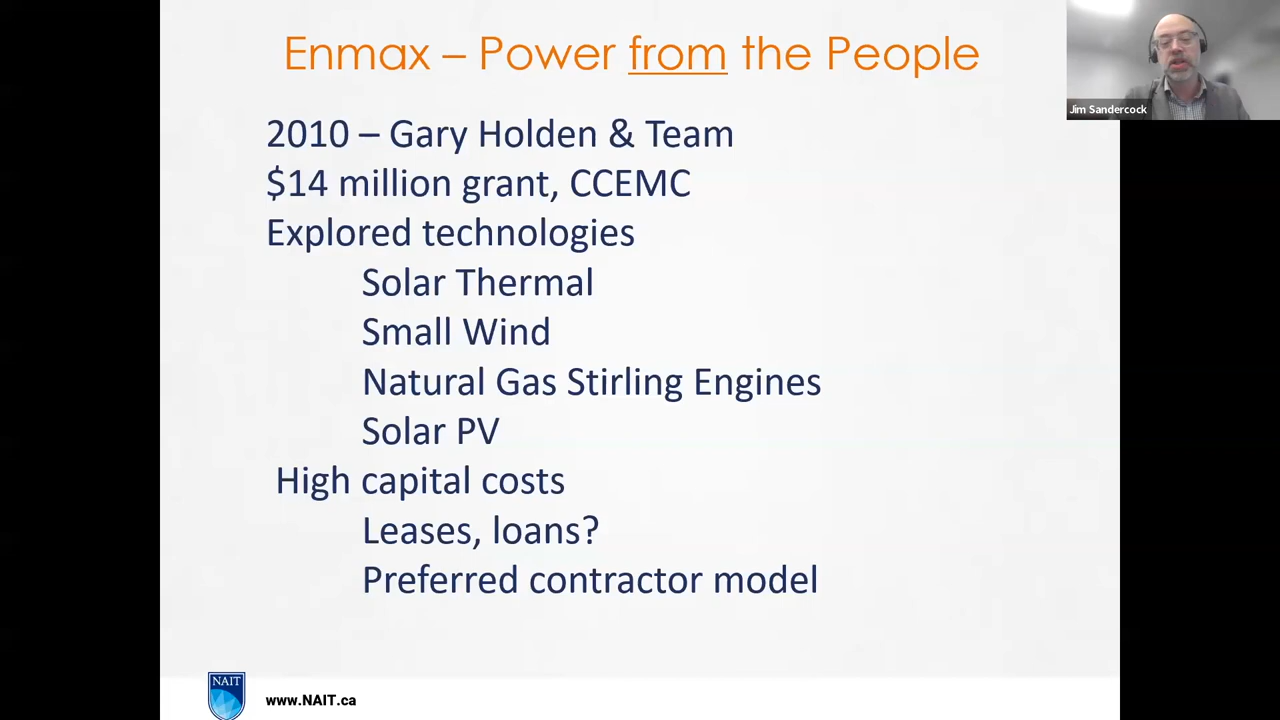 Enmax – Power from the People
Jim Sandercock
2010 – Gary Holden & Team
$14 million grant, CCEMC
Explored technologies
Solar Thermal
Small Wind
Natural Gas Stirling Engines
Solar PV
High capital costs
Leases, loans?
Preferred contractor model
NAIT
www.NAIT.ca